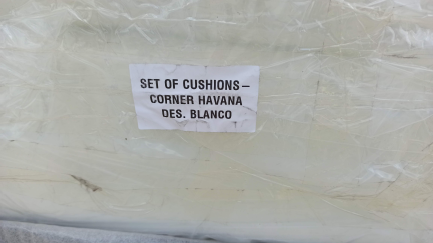 SET OF CUSHIONS –
CORNER HAVANA
DES. BLANCO